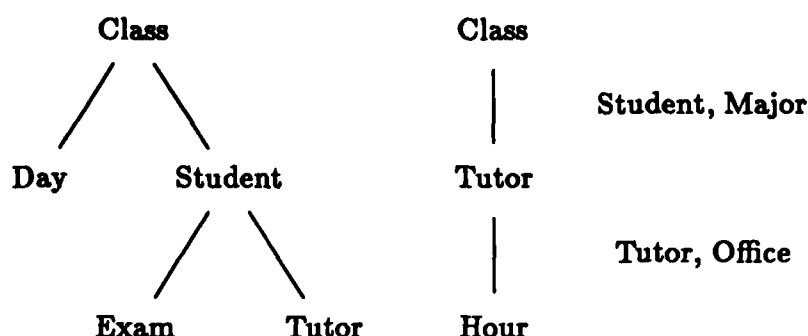 Class Class
Student, Major
Day Student Tutor
Tutor, Office
Exam Tutor Hour